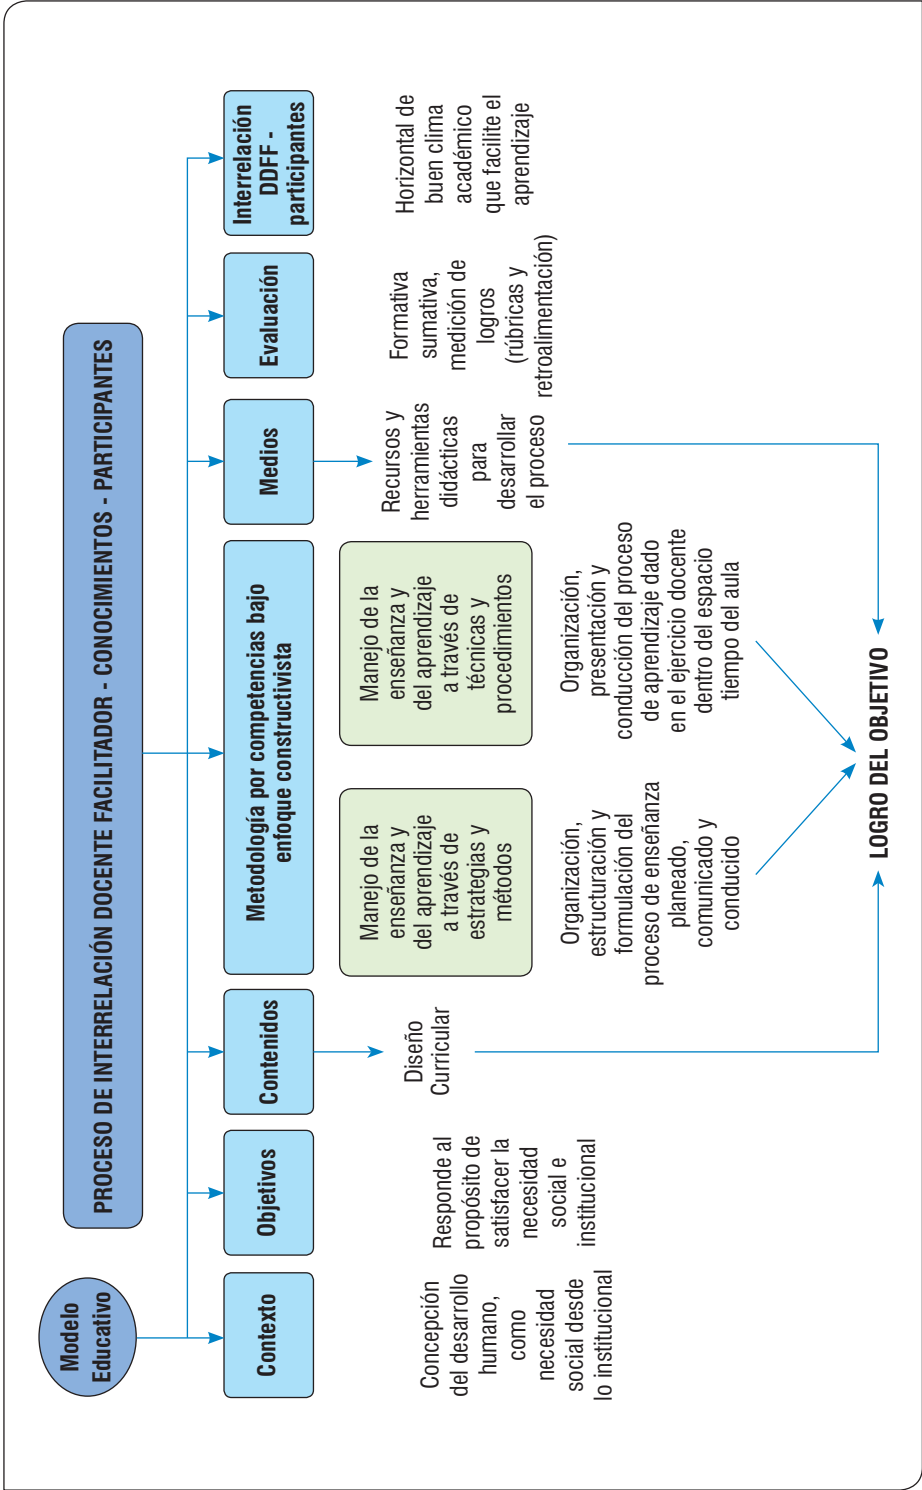 Modelo
Educativo
PROCESO DE INTERRELACIÓN DOCENTE FACILITADOR - CONOCIMIENTOS - PARTICIPANTES
Contexto
Objetivos
Contenidos
Metodología por competencias bajo
enfoque constructivista
Medios
Evaluación
Interrelación
DDFF -
participantes
Concepción
del desarrollo
humano,
como
necesidad
social desde
lo institucional
Responde al
propósito de
satisfacer la
necesidad
social e
institucional
Diseño
Curricular
Manejo de la
enseñanza y
del aprendizaje
a través de
estrategias y
métodos
Manejo de la
enseñanza y
del aprendizaje
a través de
técnicas y
procedimientos
Recursos y
herramientas
didácticas
para
desarrollar
el proceso
Formativa
sumativa,
medición de
logros
(rúbricas y
retroalimentación)
Horizontal de
buen clima
académico
que facilite el
aprendizaje
Organización,
estructuración y
formulación del
proceso de enseñanza
planeado,
comunicado y
conducido
Organización,
presentación y
conducción del proceso
de aprendizaje dado
en el ejercicio docente
dentro del espacio
tiempo del aula
LOGRO DEL OBJETIVO